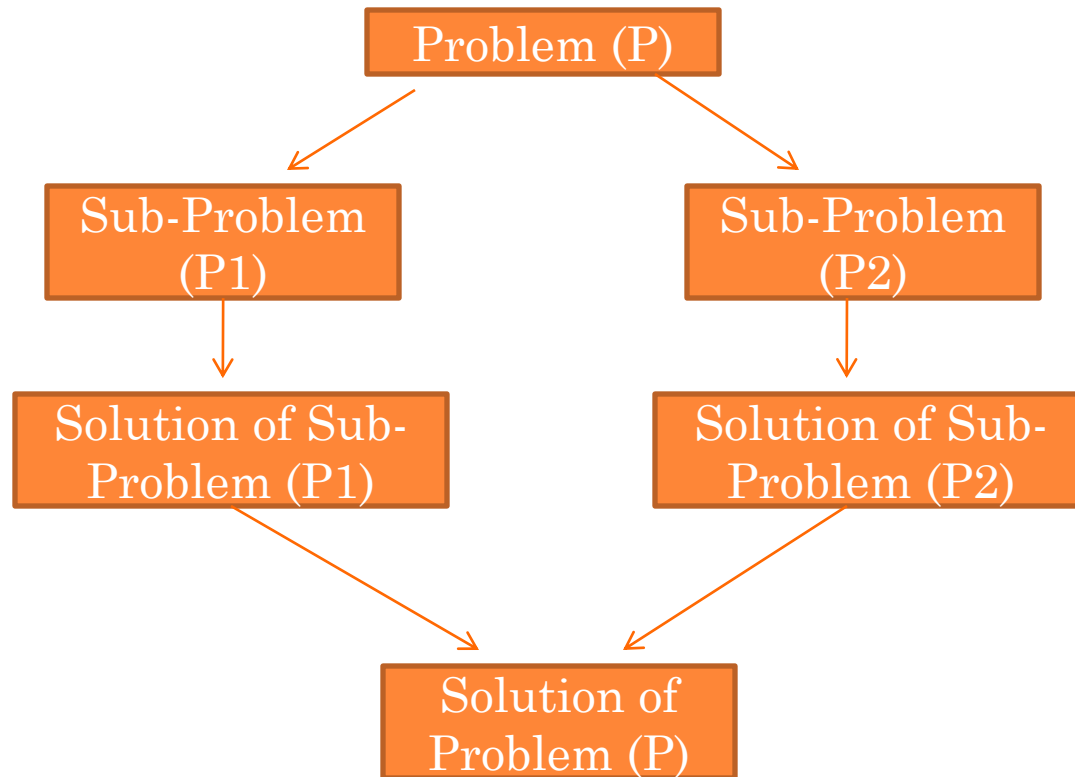 Problem (P)
Sub-Problem
(P1)
Sub-Problem
(P2)
Solution of Sub-
Problem (P1)
Solution of Sub-
Problem (P2)
Solution of
Problem (P)